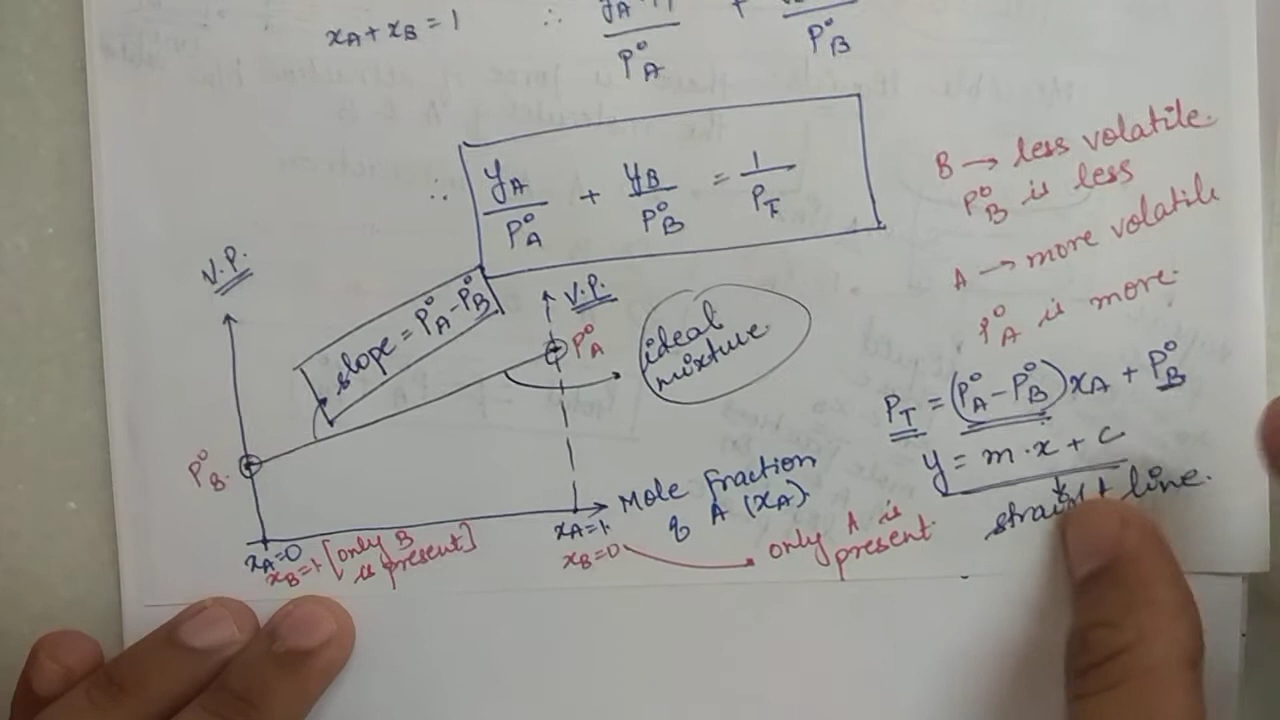 xA + xB = 1 ∴ yA PT / P°A + / P°B
∴ yA / P°A + yB / P°B = 1 / PT
B → less volatile.
P°B is less
A → more volatile
P°A is more.
V.P.
slope = P°A - P°B
V.P.
P°A
ideal
mixture
PT = (P°A - P°B) xA + P°B
y = m·x + c
straight line.
P°B
Mole fraction
of A (xA).
xA=0
xB=1 [only B
is present]
xA=1
xB=0
only A is
present